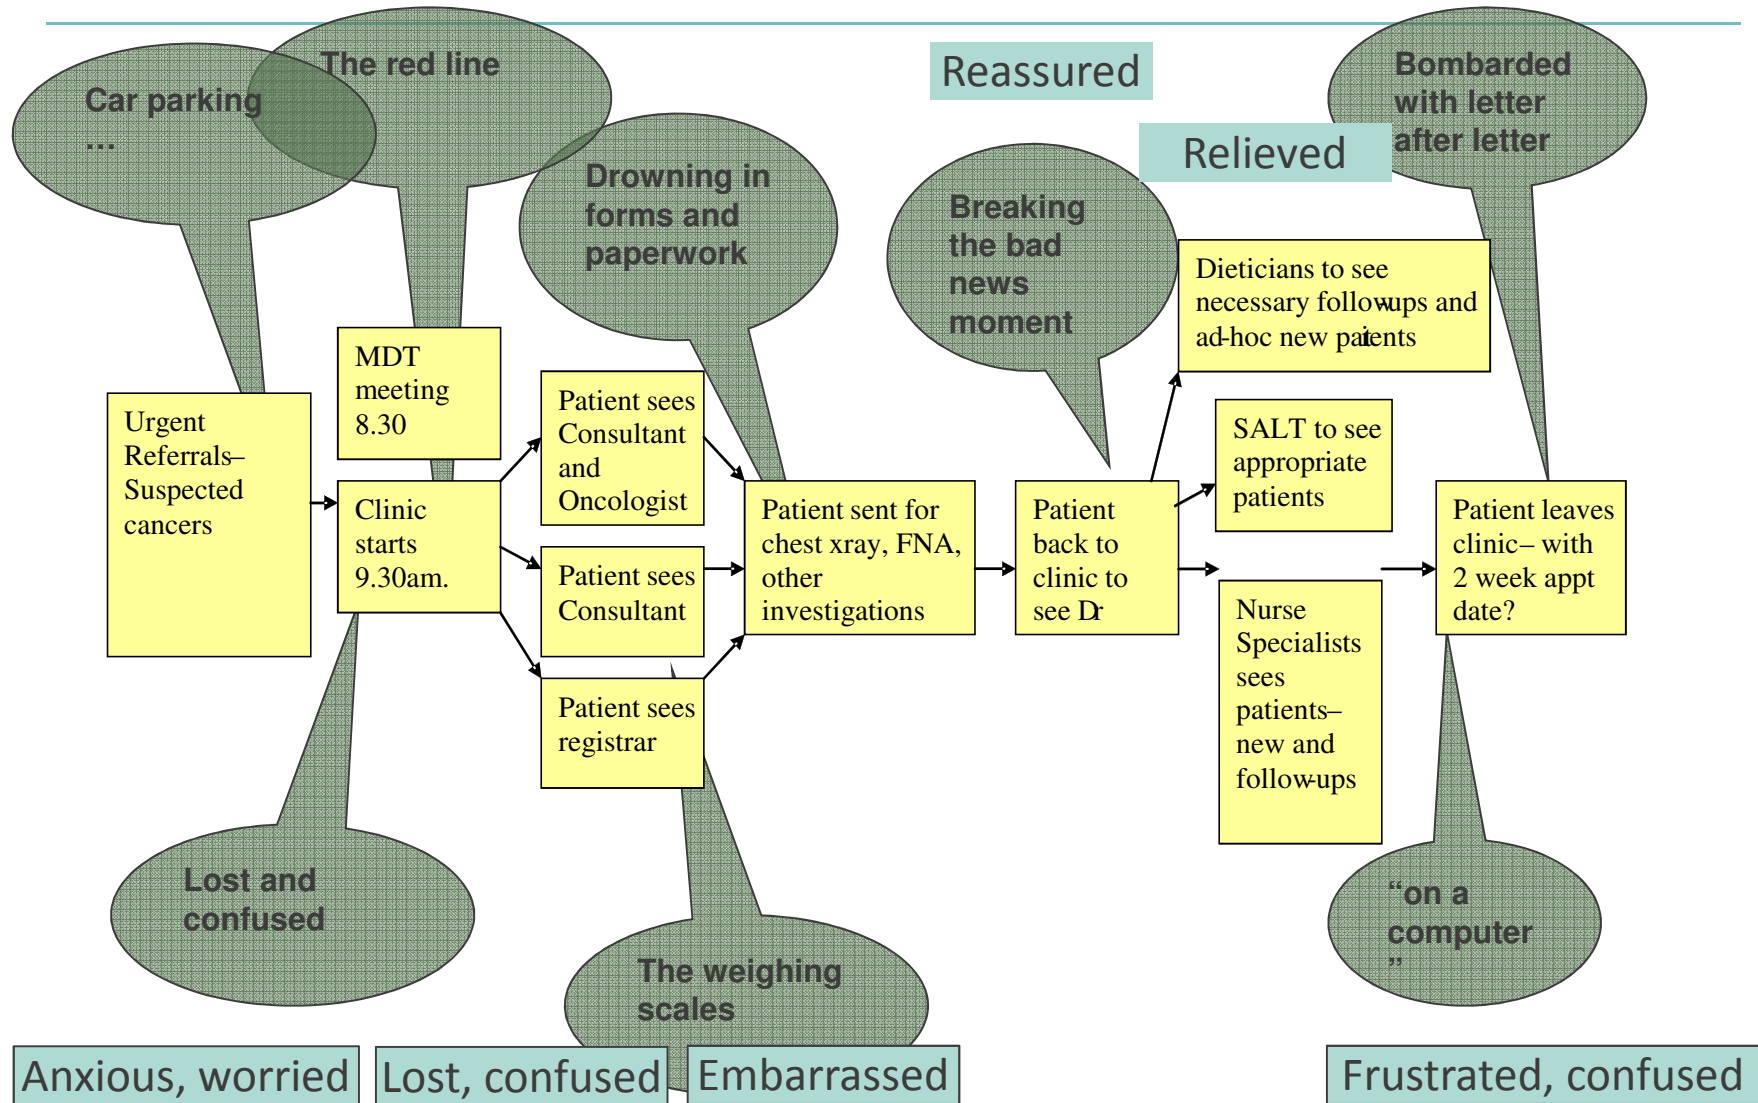 The red line
Car parking
...
Reassured
Bombarded
with letter
after letter
Relieved
Drowning in
forms and
paperwork
Breaking
the bad
news
moment
Dieticians to see
necessary follow-ups and
ad-hoc new patients
MDT
meeting
8.30
Urgent
Referrals–
Suspected
cancers
Patient sees
Consultant
and
Oncologist
SALT to see
appropriate
patients
Clinic
starts
9.30am.
Patient sent for
chest xray, FNA,
other
investigations
Patient
back to
clinic to
see Dr
Patient leaves
clinic– with
2 week appt
date?
Patient sees
Consultant
Nurse
Specialists
sees
patients–
new and
follow-ups
Patient sees
registrar
Lost and
confused
“on a
computer
”
The weighing
scales
Anxious, worried
Lost, confused
Embarrassed
Frustrated, confused